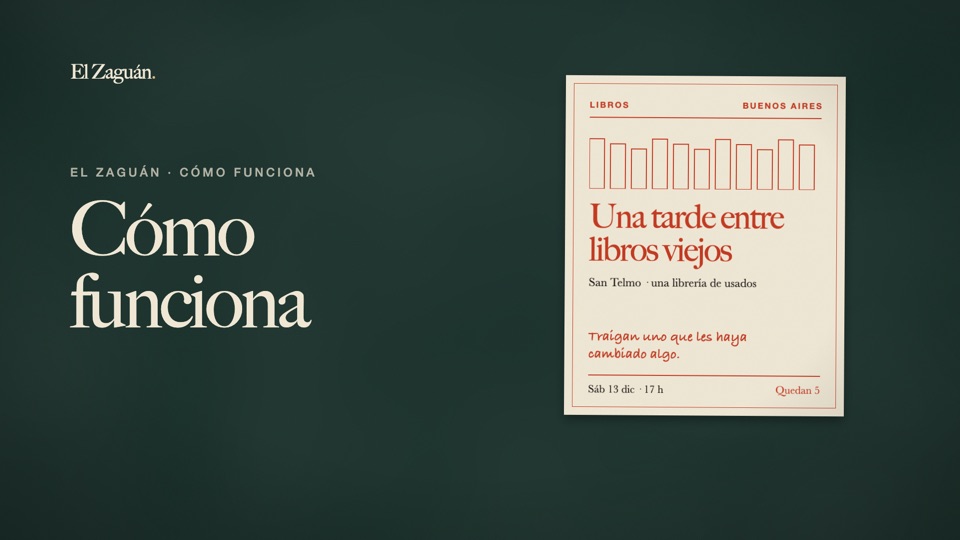 El Zaguán.
EL ZAGUÁN · CÓMO FUNCIONA
Cómo
funciona
LIBROS
BUENOS AIRES
Una tarde entre
libros viejos
San Telmo · una librería de usados
Traigan uno que les haya
cambiado algo.
Sáb 13 dic · 17 h
Quedan 5